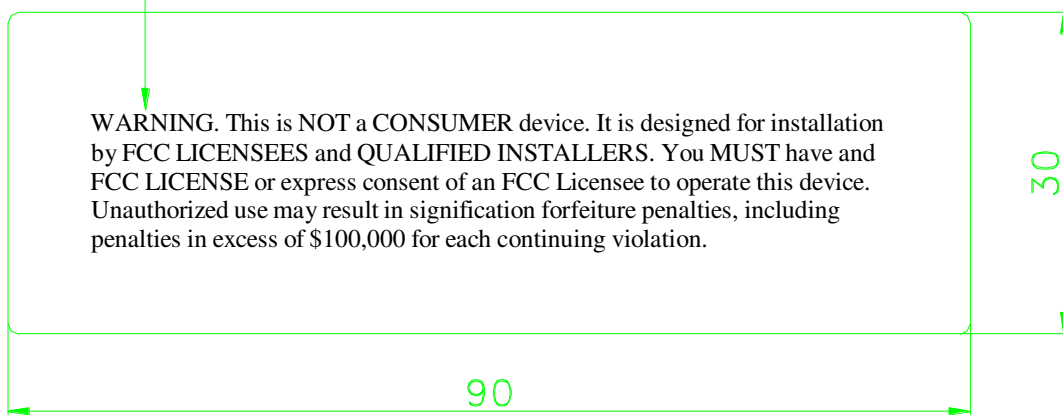 WARNING. This is NOT a CONSUMER device. It is designed for installation
by FCC LICENSEES and QUALIFIED INSTALLERS. You MUST have and
FCC LICENSE or express consent of an FCC Licensee to operate this device.
Unauthorized use may result in signification forfeiture penalties, including
penalties in excess of $100,000 for each continuing violation.
30
90